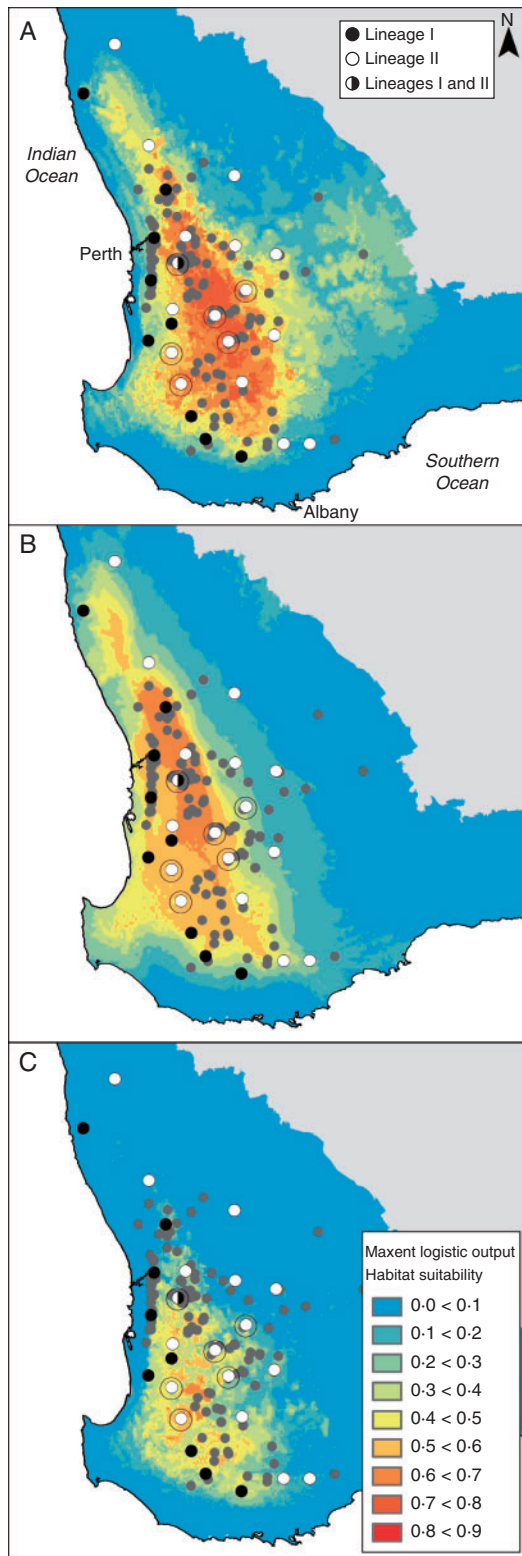 A
N
Lineage I
Lineage II
Lineages I and II
Indian
Ocean
Perth
Southern
Ocean
Albany
B
C
Maxent logistic output
Habitat suitability
0·0 < 0·1
0·1 < 0·2
0·2 < 0·3
0·3 < 0·4
0·4 < 0·5
0·5 < 0·6
0·6 < 0·7
0·7 < 0·8
0·8 < 0·9